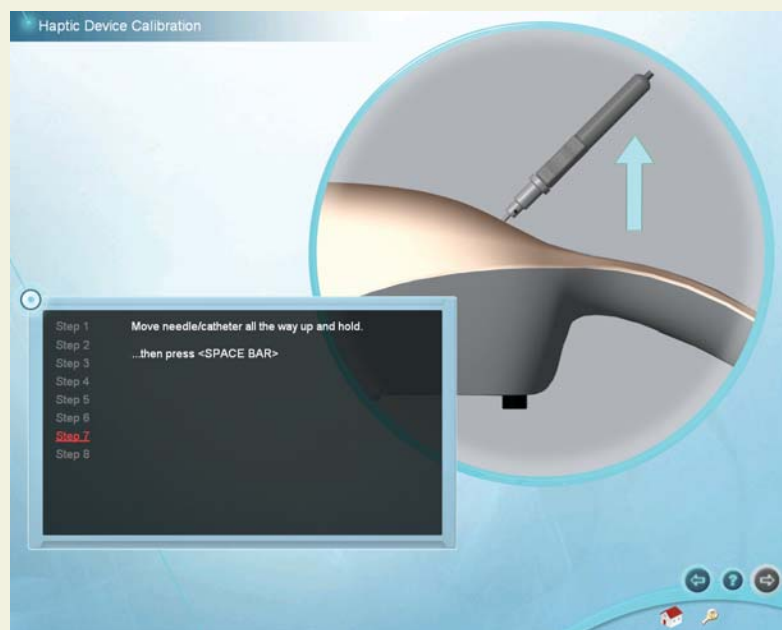 Haptic Device Calibration
Step 1
Move needle/catheter all the way up and hold.
Step 2
...then press <SPACE BAR>
Step 3
Step 4
Step 5
Step 6
Step 7
Step 8
?